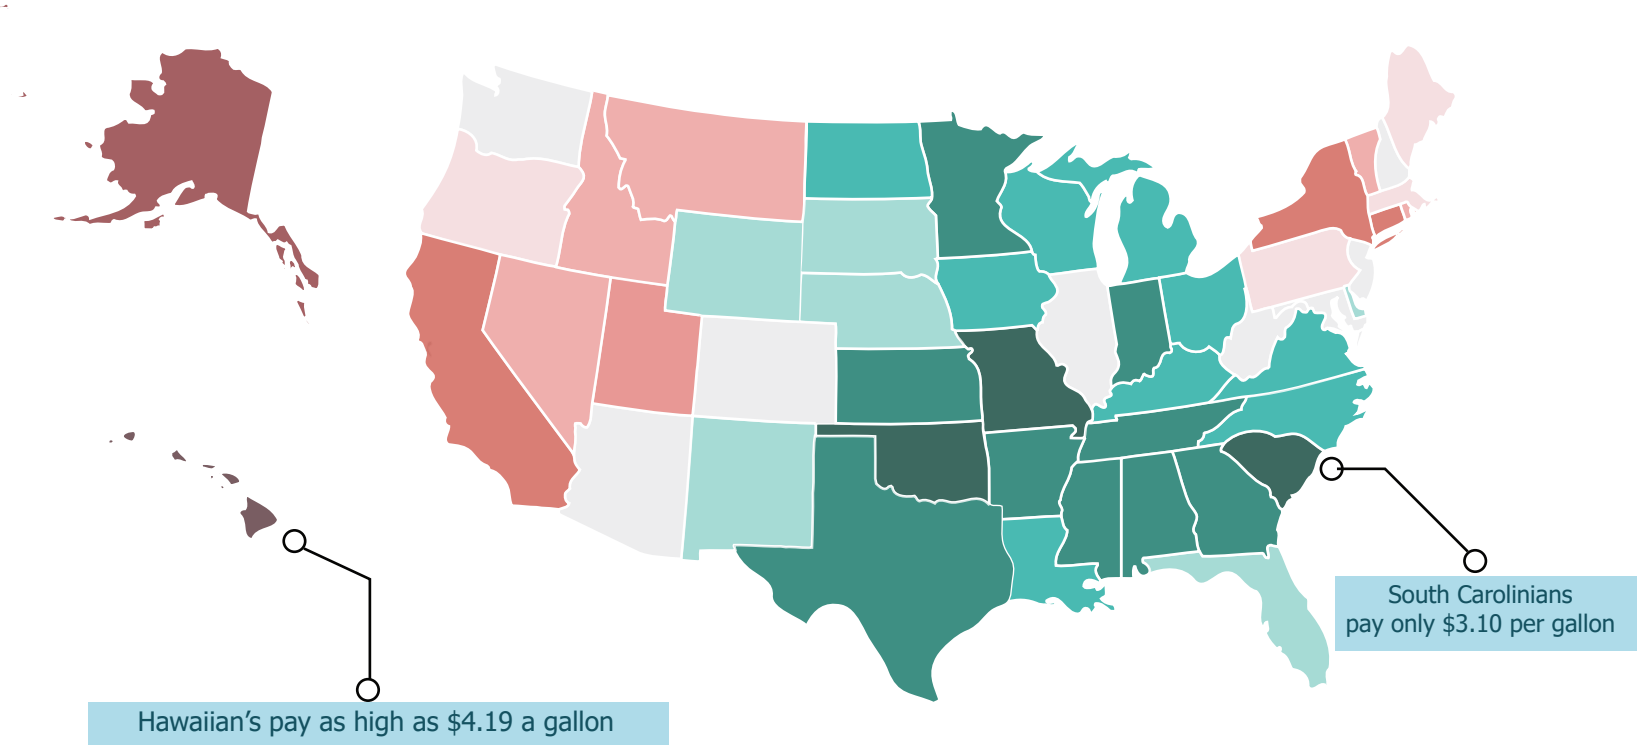 South Carolinians
pay only $3.10 per gallon
Hawaiian’s pay as high as $4.19 a gallon